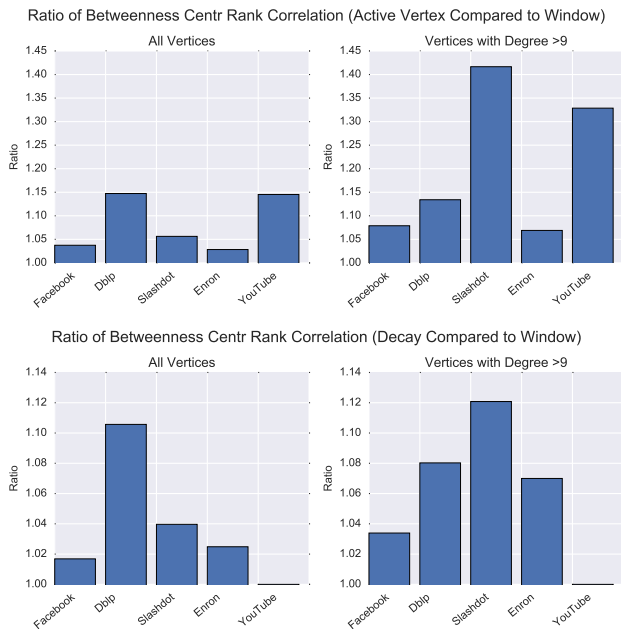 Ratio of Betweenness Centr Rank Correlation (Active Vertex Compared to Window)
All Vertices
1.45
1.40
1.35
1.30
1.25
1.20
1.15
1.10
1.05
1.00
Ratio
Facebook
Dblp
Slashdot
Enron
YouTube
Vertices with Degree >9
1.45
1.40
1.35
1.30
1.25
1.20
1.15
1.10
1.05
1.00
Ratio
Facebook
Dblp
Slashdot
Enron
YouTube
Ratio of Betweenness Centr Rank Correlation (Decay Compared to Window)
All Vertices
1.14
1.12
1.10
1.08
1.06
1.04
1.02
1.00
Ratio
Facebook
Dblp
Slashdot
Enron
YouTube
Vertices with Degree >9
1.14
1.12
1.10
1.08
1.06
1.04
1.02
1.00
Ratio
Facebook
Dblp
Slashdot
Enron
YouTube